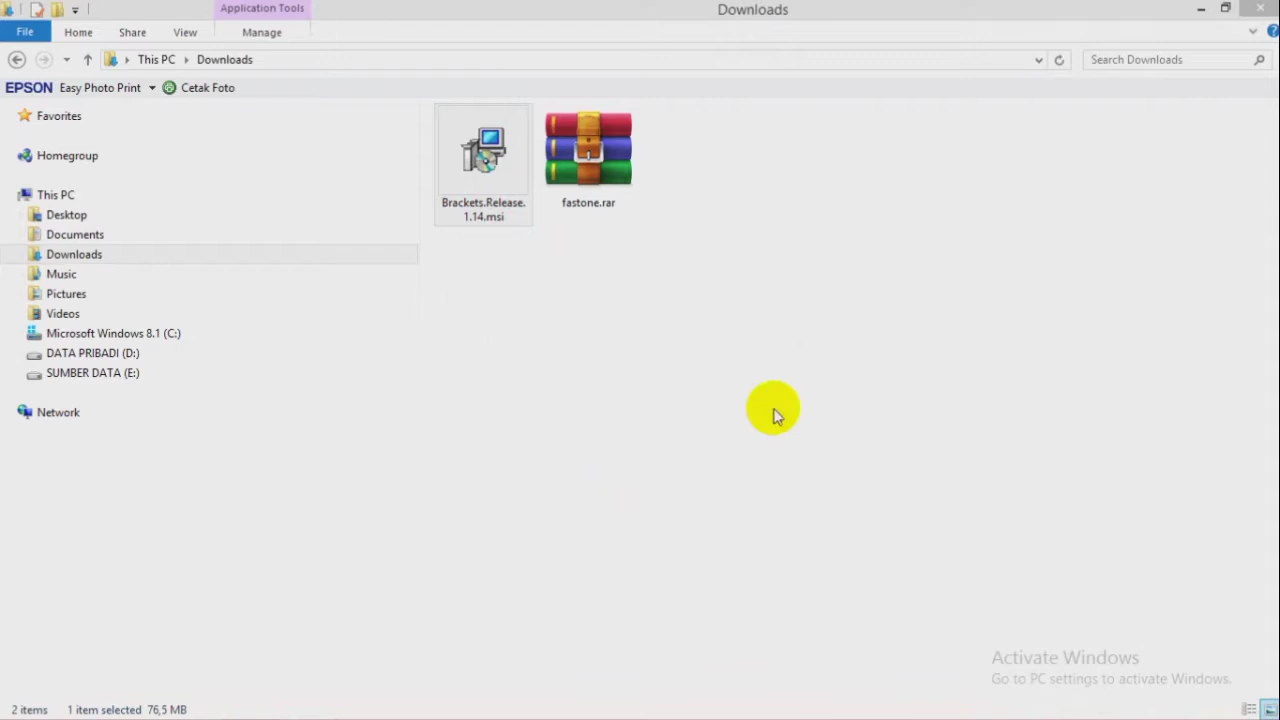 Application Tools
Downloads
File
Home
Share
View
Manage
This PC
Downloads
Search Downloads
EPSON
Easy Photo Print
Cetak Foto
Favorites
Homegroup
This PC
Desktop
Documents
Downloads
Music
Pictures
Videos
Microsoft Windows 8.1 (C:)
DATA PRIBADI (D:)
SUMBER DATA (E:)
Network
Brackets.Release.
1.14.msi
fastone.rar
Activate Windows
Go to PC settings to activate Windows.
2 items
1 item selected 76,5 MB